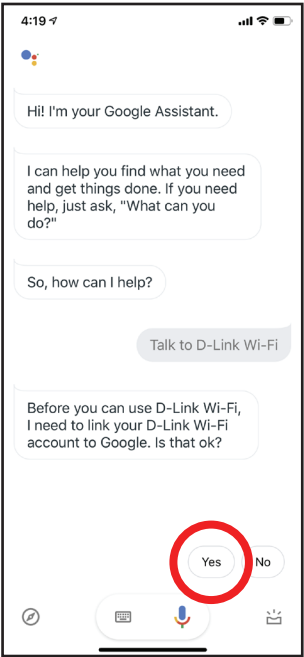 4:19
Hi! I'm your Google Assistant.
I can help you find what you need
and get things done. If you need
help, just ask, "What can you
do?"
So, how can I help?
Talk to D-Link Wi-Fi
Before you can use D-Link Wi-Fi,
I need to link your D-Link Wi-Fi
account to Google. Is that ok?
Yes No